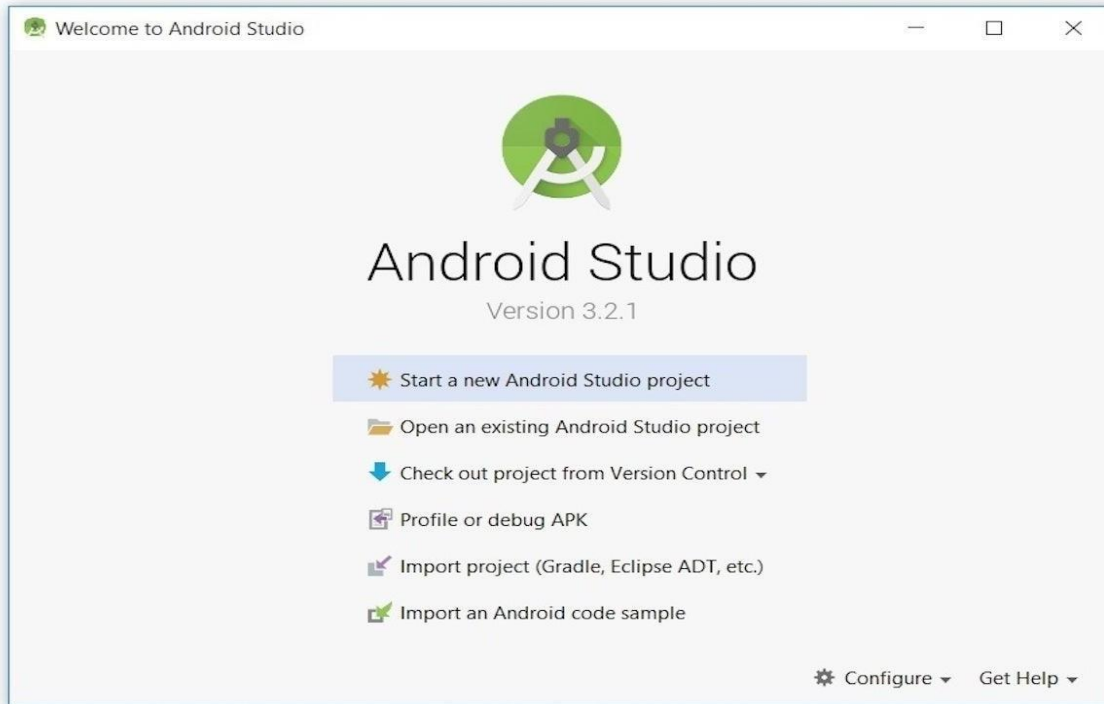 Welcome to Android Studio
Android Studio
Version 3.2.1
Start a new Android Studio project
Open an existing Android Studio project
Check out project from Version Control
Profile or debug APK
Import project (Gradle, Eclipse ADT, etc.)
Import an Android code sample
Configure Get Help